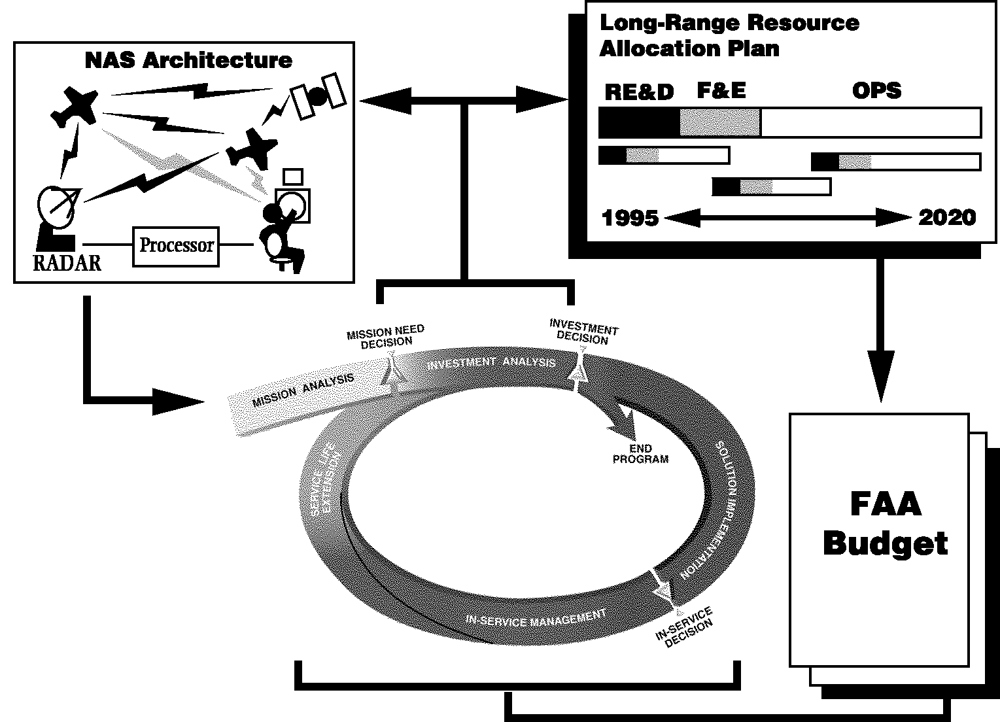 NAS Architecture
Processor
RADAR
Long-Range Resource
Allocation Plan
RE&D F&E OPS
1995 2020
MISSION NEED
DECISION
INVESTMENT
DECISION
MISSION ANALYSIS
INVESTMENT ANALYSIS
END
PROGRAM
SOLUTION IMPLEMENTATION
IN-SERVICE MANAGEMENT
IN-SERVICE
DECISION
SERVICE
FAA
Budget